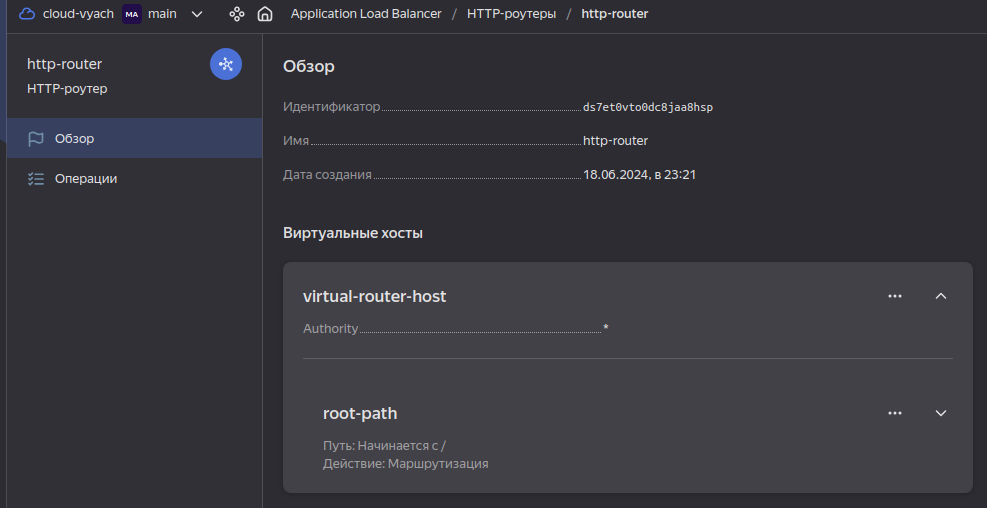 cloud-vyach MA main Application Load Balancer / HTTP-роутеры / http-router
http-router
HTTP-роутер
Обзор
Операции
Обзор
Идентификатор ds7et0vto0dc8jaa8hsp
Имя http-router
Дата создания 18.06.2024, в 23:21
Виртуальные хосты
virtual-router-host
Authority *
root-path
Путь: Начинается с /
Действие: Маршрутизация